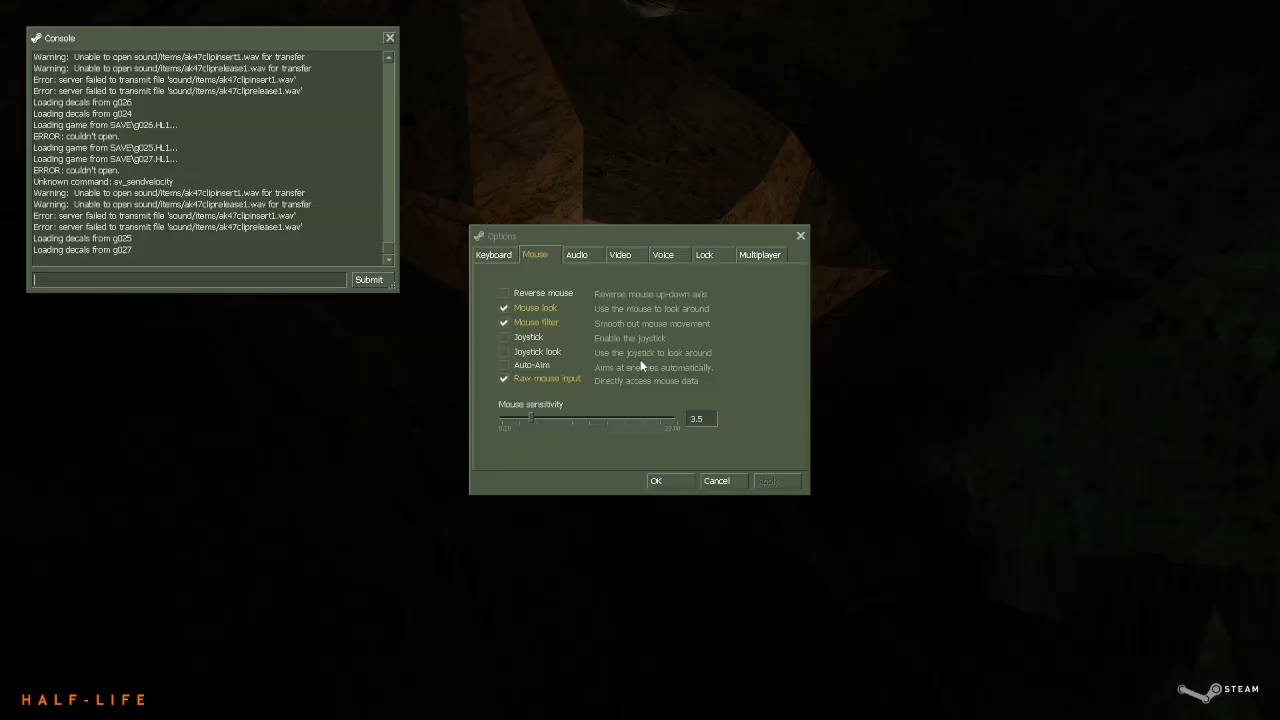 Console
Warning: Unable to open sound/items/ak47clipinsert1.wav for transfer
Warning: Unable to open sound/items/ak47cliprelease1.wav for transfer
Error: server failed to transmit file 'sound/items/ak47clipinsert1.wav'
Error: server failed to transmit file 'sound/items/ak47cliprelease1.wav'
Loading decals from g026
Loading decals from g024
Loading game from SAVE\g026.HL1...
ERROR: couldn't open.
Loading game from SAVE\g025.HL1...
Loading game from SAVE\g027.HL1...
ERROR: couldn't open.
Unknown command: sv_sendvelocity
Warning: Unable to open sound/items/ak47clipinsert1.wav for transfer
Warning: Unable to open sound/items/ak47cliprelease1.wav for transfer
Error: server failed to transmit file 'sound/items/ak47clipinsert1.wav'
Error: server failed to transmit file 'sound/items/ak47cliprelease1.wav'
Loading decals from g025
Loading decals from g027
Submit
Options
Keyboard Mouse Audio Video Voice Lock Multiplayer
Reverse mouse Reverse mouse up-down axis
Mouse look Use the mouse to look around
Mouse filter Smooth out mouse movement
Joystick Enable the joystick
Joystick look Use the joystick to look around
Auto-Aim Aims at enemies automatically.
Raw mouse input Directly access mouse data
Mouse sensitivity
3.5
OK Cancel Apply
HALF-LIFE
STEAM